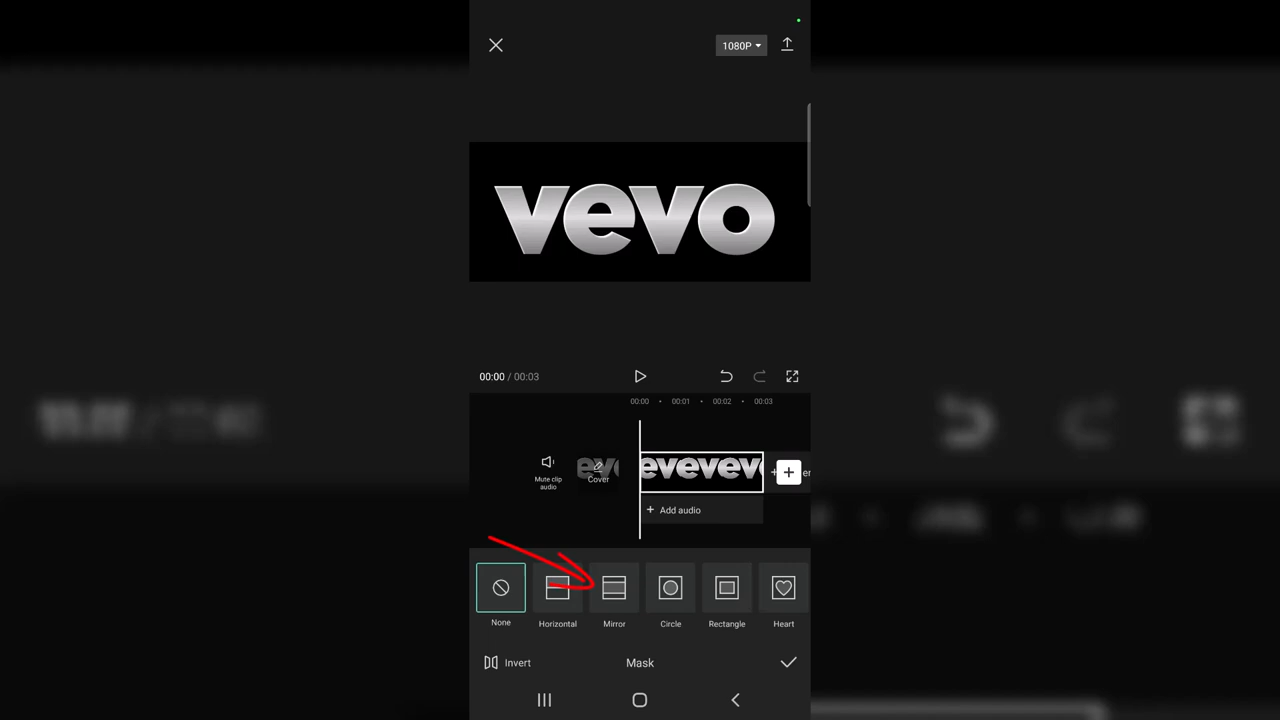 1080P
vevo
00:00 / 00:03
00:00 00:01 00:02 00:03
Mute clip
audio
Cover
evevevev
Add audio
None
Horizontal
Mirror
Circle
Rectangle
Heart
Invert
Mask